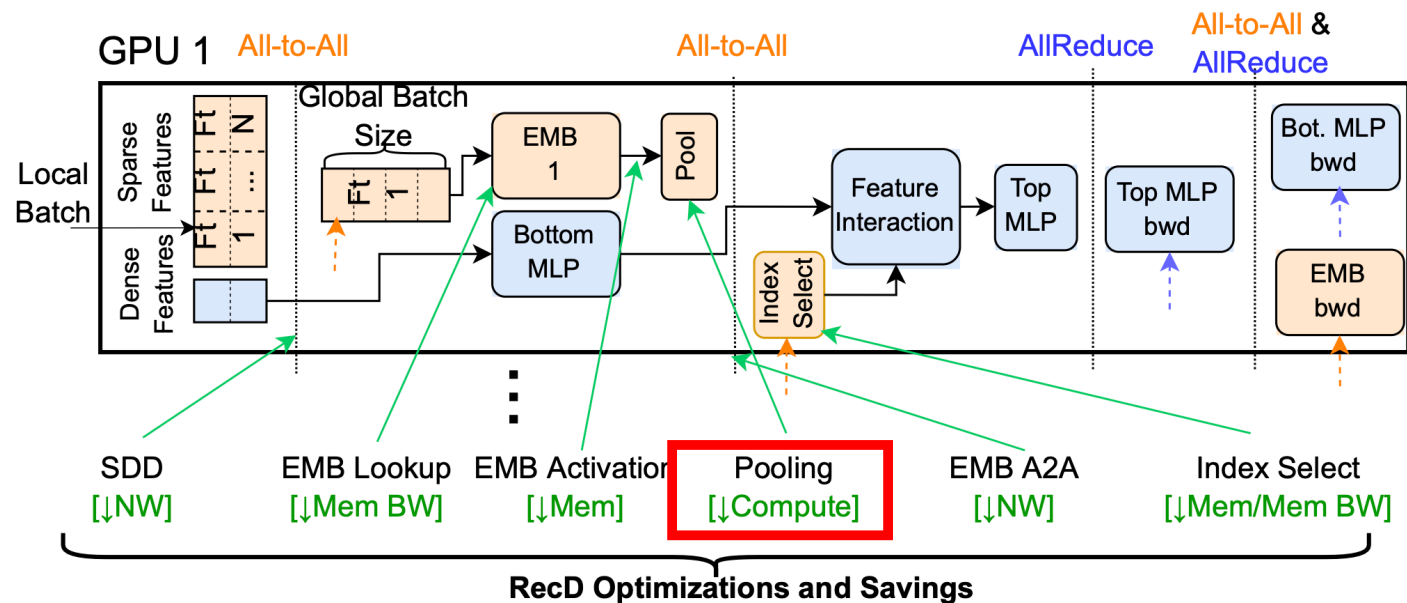 GPU 1
All-to-All
All-to-All
AllReduce
All-to-All &
AllReduce
Local
Batch
Sparse
Features
Dense
Features
Ft N
Ft ...
Ft 1
Global Batch
Size
Ft 1
EMB
1
Pool
Bottom
MLP
Index
Select
Feature
Interaction
Top
MLP
Top MLP
bwd
Bot. MLP
bwd
EMB
bwd
SDD
[↓NW]
EMB Lookup
[↓Mem BW]
EMB Activation
[↓Mem]
Pooling
[↓Compute]
EMB A2A
[↓NW]
Index Select
[↓Mem/Mem BW]
RecD Optimizations and Savings